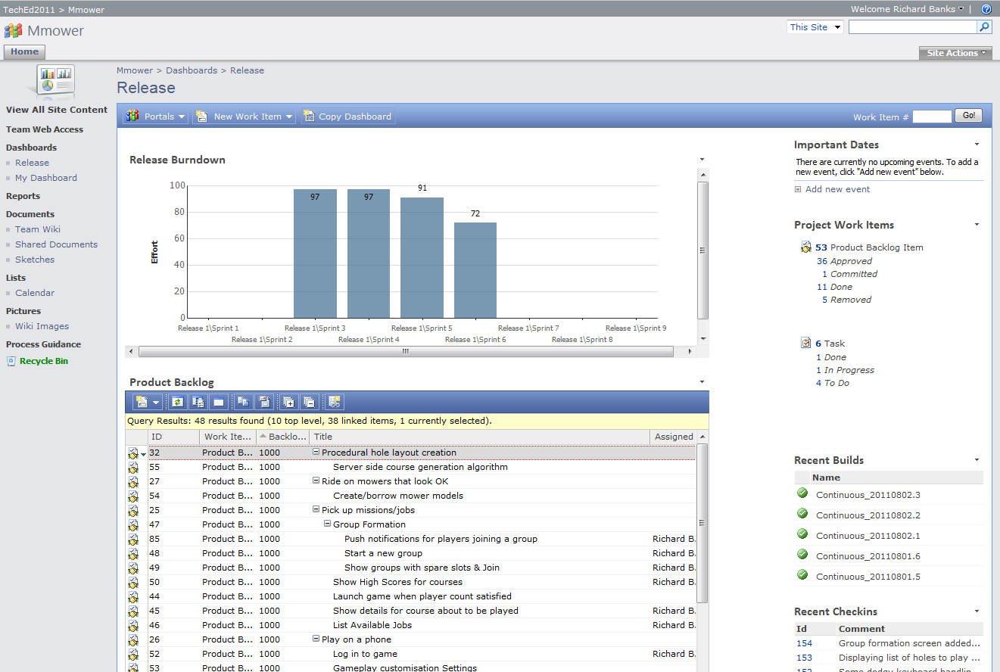 TechEd2011 > Mmower
Welcome Richard Banks
Mmower
This Site
Home
Site Actions
Mmower > Dashboards > Release
Release
View All Site Content
Team Web Access
Dashboards
Release
My Dashboard
Reports
Documents
Team Wiki
Shared Documents
Sketches
Lists
Calendar
Pictures
Wiki Images
Process Guidance
Recycle Bin
Portals New Work Item Copy Dashboard Work Item # Go!
Release Burndown
100
80
60
40
20
0
Effort
97 97 91 72
Release 1\Sprint 1 Release 1\Sprint 3 Release 1\Sprint 5 Release 1\Sprint 7 Release 1\Sprint 9
Release 1\Sprint 2 Release 1\Sprint 4 Release 1\Sprint 6 Release 1\Sprint 8
Product Backlog
Query Results: 48 results found (10 top level, 38 linked items, 1 currently selected).
ID Work Ite... Backlo... Title Assigned
32 Product B... 1000 Procedural hole layout creation
55 Product B... 1000 Server side course generation algorithm
27 Product B... 1000 Ride on mowers that look OK
54 Product B... 1000 Create/borrow mower models
25 Product B... 1000 Pick up missions/jobs
47 Product B... 1000 Group Formation
85 Product B... 1000 Push notifications for players joining a group Richard B.
48 Product B... 1000 Start a new group Richard B.
49 Product B... 1000 Show groups with spare slots & Join Richard B.
50 Product B... 1000 Show High Scores for courses Richard B.
44 Product B... 1000 Launch game when player count satisfied
45 Product B... 1000 Show details for course about to be played Richard B.
46 Product B... 1000 List Available Jobs Richard B.
26 Product B... 1000 Play on a phone
52 Product B... 1000 Log in to game Richard B.
53 Product B... 1000 Gameplay customisation Settings
Important Dates
There are currently no upcoming events. To add a
new event, click "Add new event" below.
Add new event
Project Work Items
53 Product Backlog Item
36 Approved
1 Committed
11 Done
5 Removed
6 Task
1 Done
1 In Progress
4 To Do
Recent Builds
Name
Continuous_20110802.3
Continuous_20110802.2
Continuous_20110802.1
Continuous_20110801.6
Continuous_20110801.5
Recent Checkins
Id Comment
154 Group formation screen added...
153 Displaying list of holes to play ...
152 Some dodgy keyboard handlin...